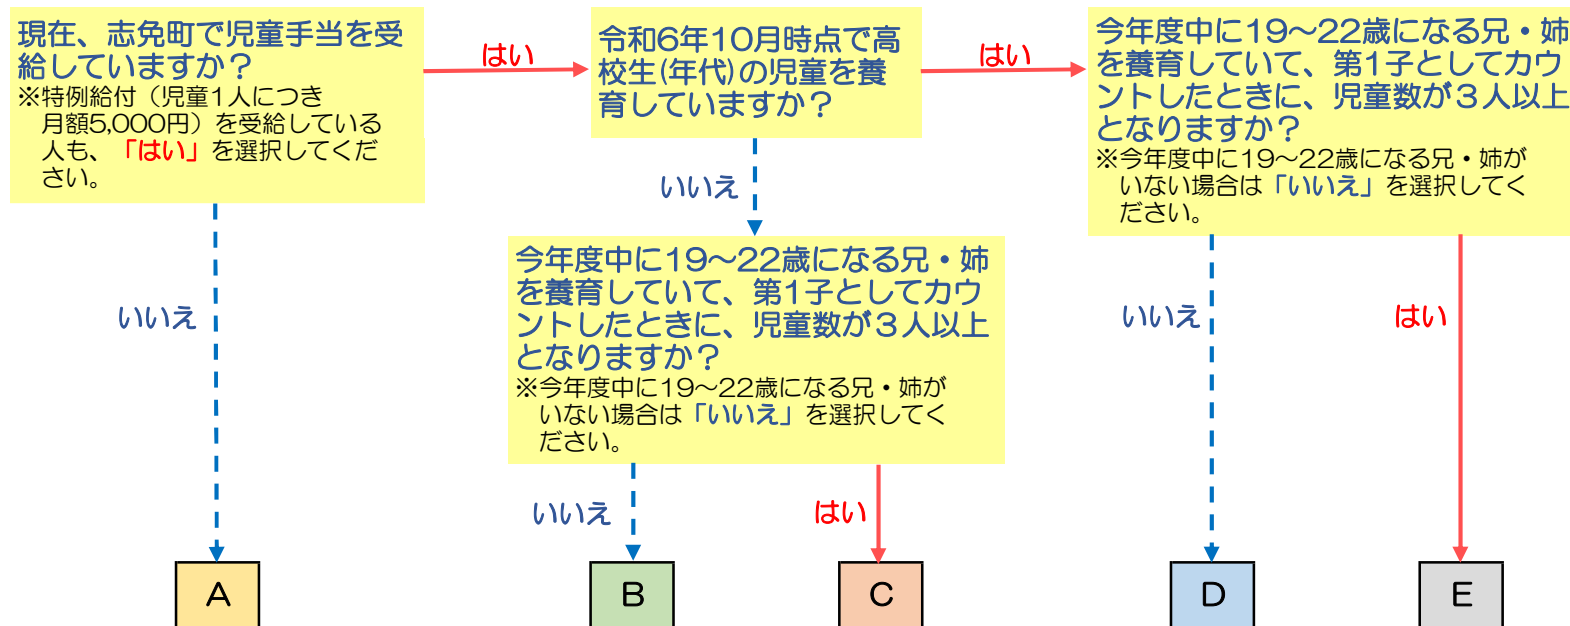 現在、志免町で児童手当を受
給していますか？
※特例給付（児童1人につき
月額5,000円）を受給している
人も、「はい」を選択してくだ
さい。
はい
令和6年10月時点で高
校生(年代)の児童を養
育していますか？
はい
今年度中に19～22歳になる兄・姉
を養育していて、第1子としてカウ
ントしたときに、児童数が３人以上
となりますか？
※今年度中に19～22歳になる兄・姉が
いない場合は「いいえ」を選択してく
ださい。
いいえ
いいえ
今年度中に19～22歳になる兄・姉
を養育していて、第1子としてカウ
ントしたときに、児童数が３人以上
となりますか？
※今年度中に19～22歳になる兄・姉が
いない場合は「いいえ」を選択してく
ださい。
いいえ
はい
いいえ
はい
A
B
C
D
E